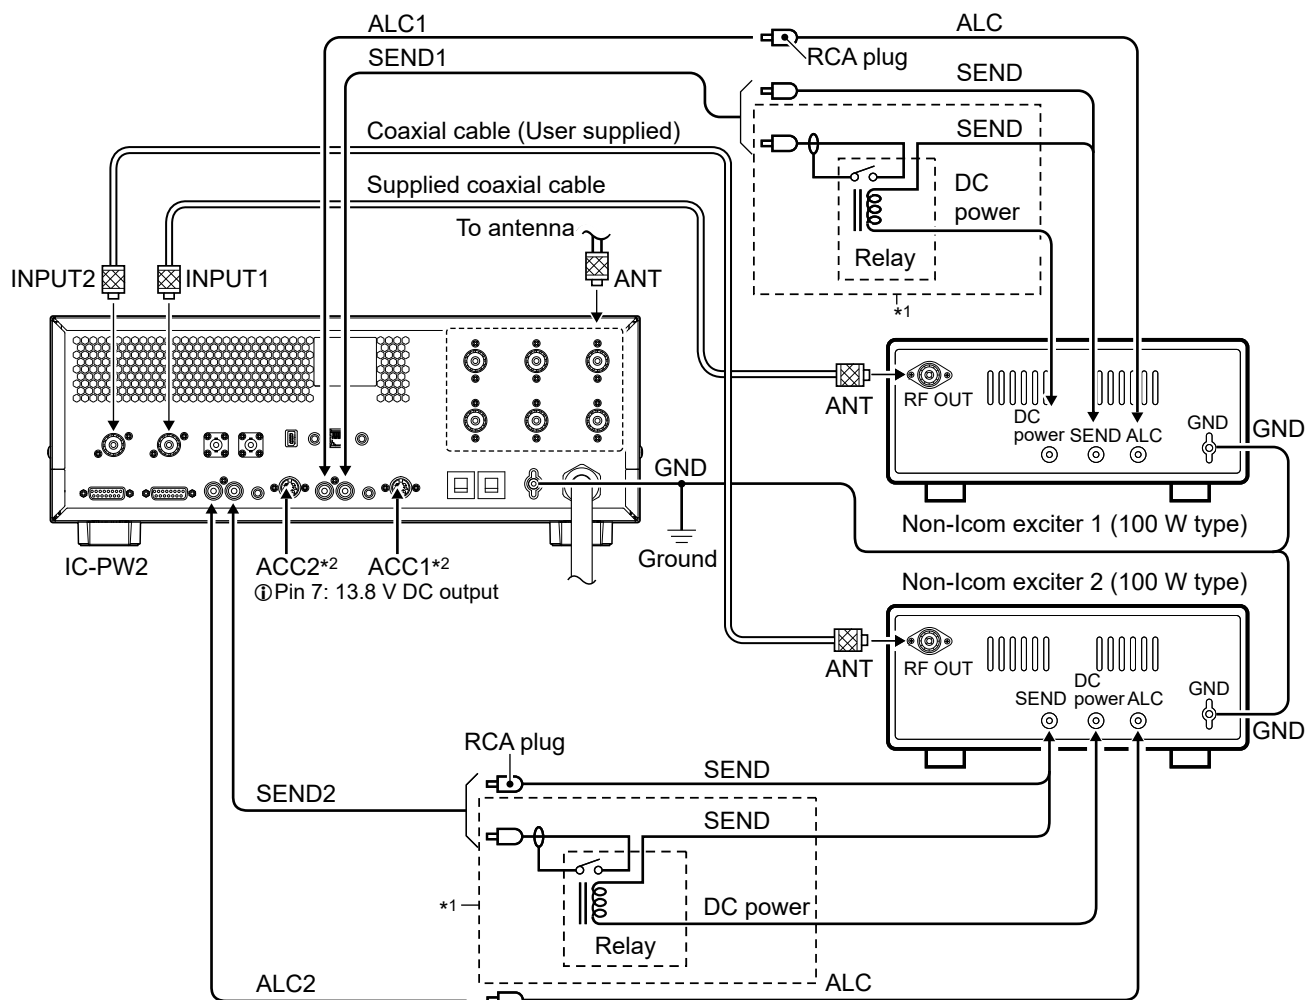 ALC1
ALC
RCA plug
SEND1
SEND
SEND
Coaxial cable (User supplied)
DC
power
Supplied coaxial cable
To antenna
Relay
INPUT2
INPUT1
ANT
*1
ANT
RF OUT
DC
power
SEND
ALC
GND
GND
GND
Non-Icom exciter 1 (100 W type)
Ground
IC-PW2
ACC2*2
ACC1*2
ⓘPin 7: 13.8 V DC output
Non-Icom exciter 2 (100 W type)
ANT
RF OUT
SEND
DC
power
ALC
GND
GND
RCA plug
SEND
SEND2
SEND
*1
DC power
Relay
ALC2
ALC